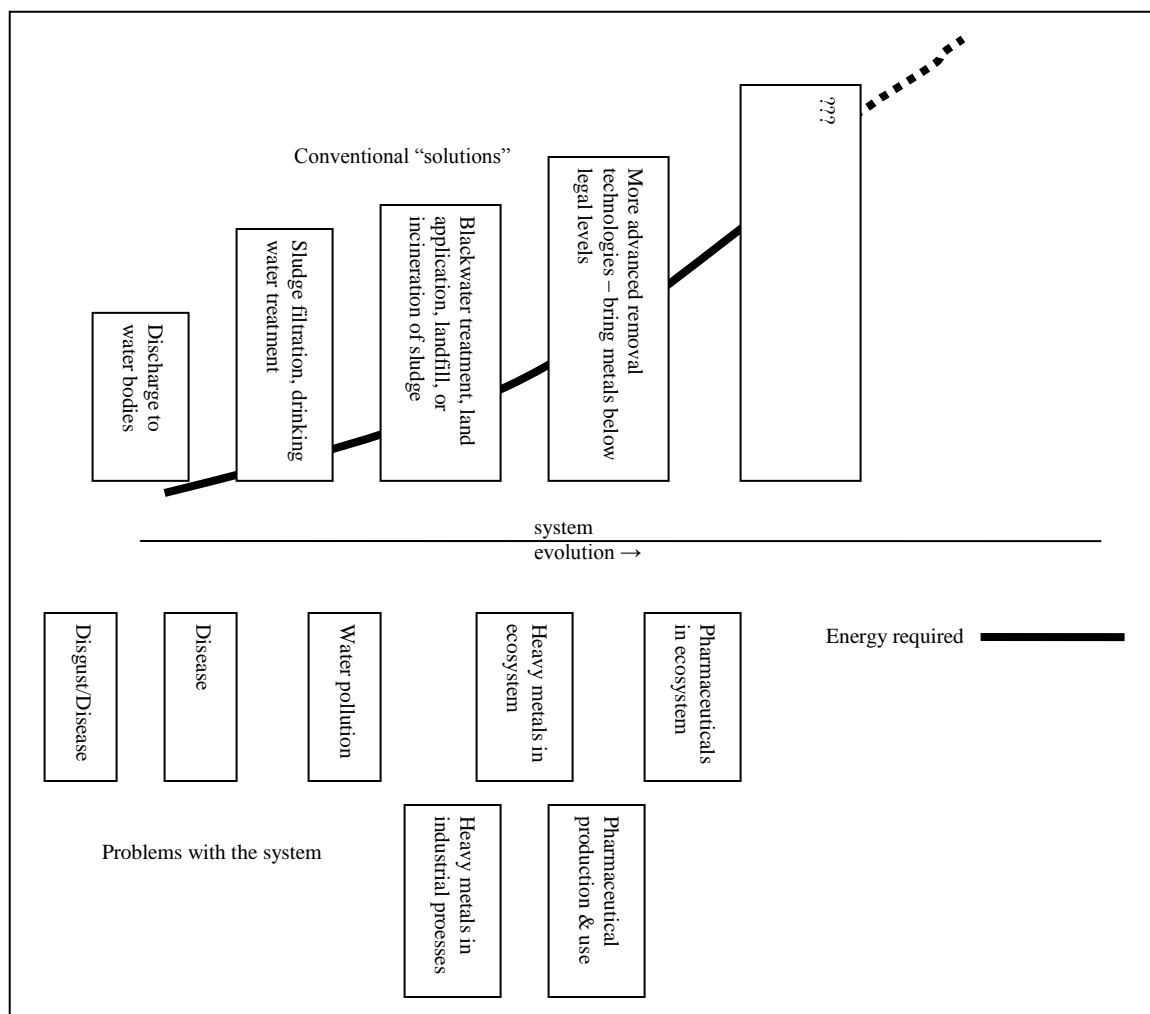 ???
Conventional “solutions”
More advanced removal
technologies – bring metals below
legal levels
Blackwater treatment, land
application, landfill, or
incineration of sludge
Sludge filtration, drinking
water treatment
Discharge to
water bodies
system
evolution →
Disgust/Disease
Disease
Water pollution
Heavy metals in
ecosystem
Pharmaceuticals
in ecosystem
Energy required
Problems with the system
Heavy metals in
industrial proesses
Pharmaceutical
production & use